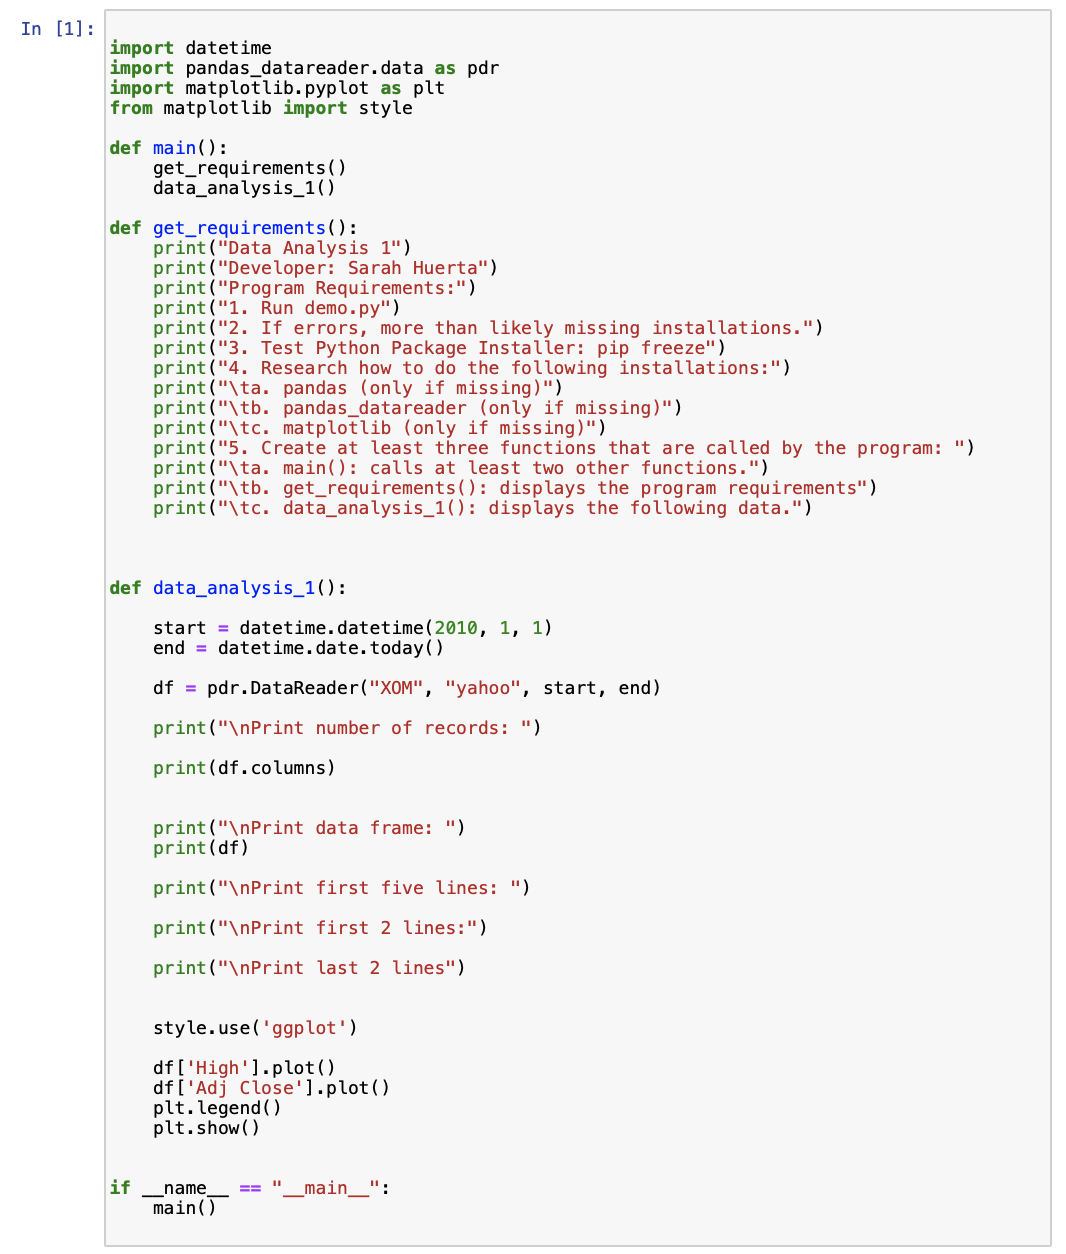 In [1]:
import datetime
import pandas_datareader.data as pdr
import matplotlib.pyplot as plt
from matplotlib import style

def main():
    get_requirements()
    data_analysis_1()

def get_requirements():
    print("Data Analysis 1")
    print("Developer: Sarah Huerta")
    print("Program Requirements:")
    print("1. Run demo.py")
    print("2. If errors, more than likely missing installations.")
    print("3. Test Python Package Installer: pip freeze")
    print("4. Research how to do the following installations:")
    print("\ta. pandas (only if missing)")
    print("\tb. pandas_datareader (only if missing)")
    print("\tc. matplotlib (only if missing)")
    print("5. Create at least three functions that are called by the program: ")
    print("\ta. main(): calls at least two other functions.")
    print("\tb. get_requirements(): displays the program requirements")
    print("\tc. data_analysis_1(): displays the following data.")

def data_analysis_1():

    start = datetime.datetime(2010, 1, 1)
    end = datetime.date.today()

    df = pdr.DataReader("XOM", "yahoo", start, end)

    print("\nPrint number of records: ")

    print(df.columns)

    print("\nPrint data frame: ")
    print(df)

    print("\nPrint first five lines: ")

    print("\nPrint first 2 lines:")

    print("\nPrint last 2 lines")

    style.use('ggplot')

    df['High'].plot()
    df['Adj Close'].plot()
    plt.legend()
    plt.show()

if __name__ == "__main__":
    main()